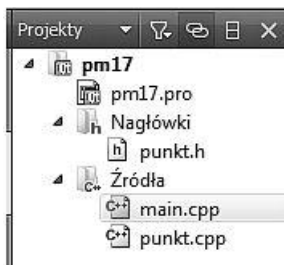 Projekty
pm17
pm17.pro
Nagłówki
punkt.h
Źródła
main.cpp
punkt.cpp